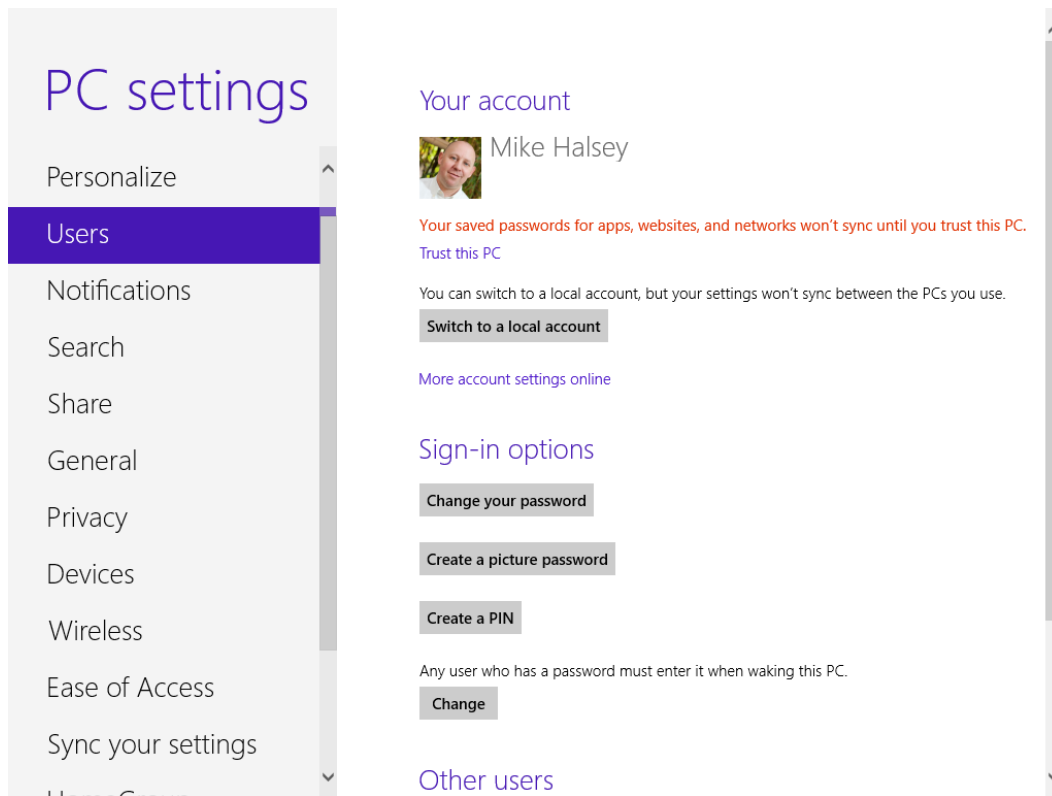 PC settings
Personalize
Users
Notifications
Search
Share
General
Privacy
Devices
Wireless
Ease of Access
Sync your settings
HomeGroup
Your account
Mike Halsey
Your saved passwords for apps, websites, and networks won't sync until you trust this PC.
Trust this PC
You can switch to a local account, but your settings won't sync between the PCs you use.
Switch to a local account
More account settings online
Sign-in options
Change your password
Create a picture password
Create a PIN
Any user who has a password must enter it when waking this PC.
Change
Other users